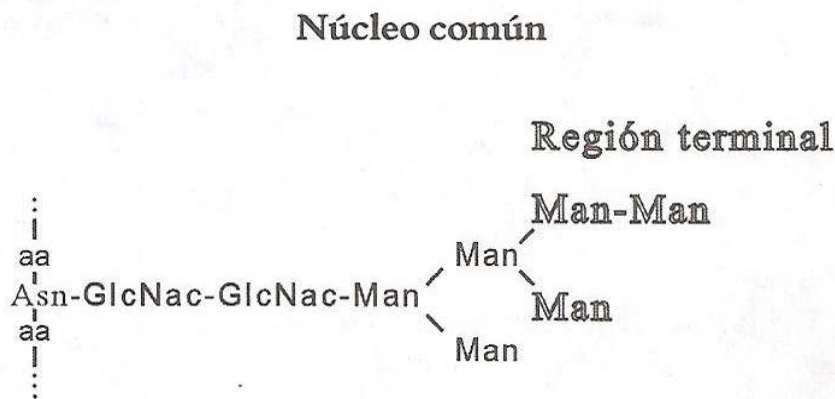 Núcleo común
Región terminal
Man-Man
Man
aa
Asn-GlcNac-GlcNac-Man
Man
aa
Man